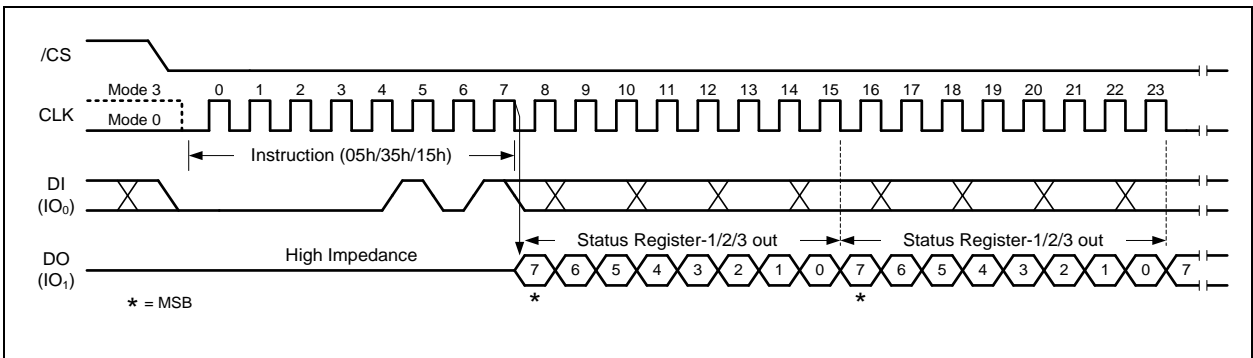 /CS
Mode 3 0 1 2 3 4 5 6 7 8 9 10 11 12 13 14 15 16 17 18 19 20 21 22 23
CLK Mode 0
Instruction (05h/35h/15h)
DI
(IO₀)
Status Register-1/2/3 out Status Register-1/2/3 out
DO High Impedance
(IO₁) 7 6 5 4 3 2 1 0 7 6 5 4 3 2 1 0 7
* = MSB * *